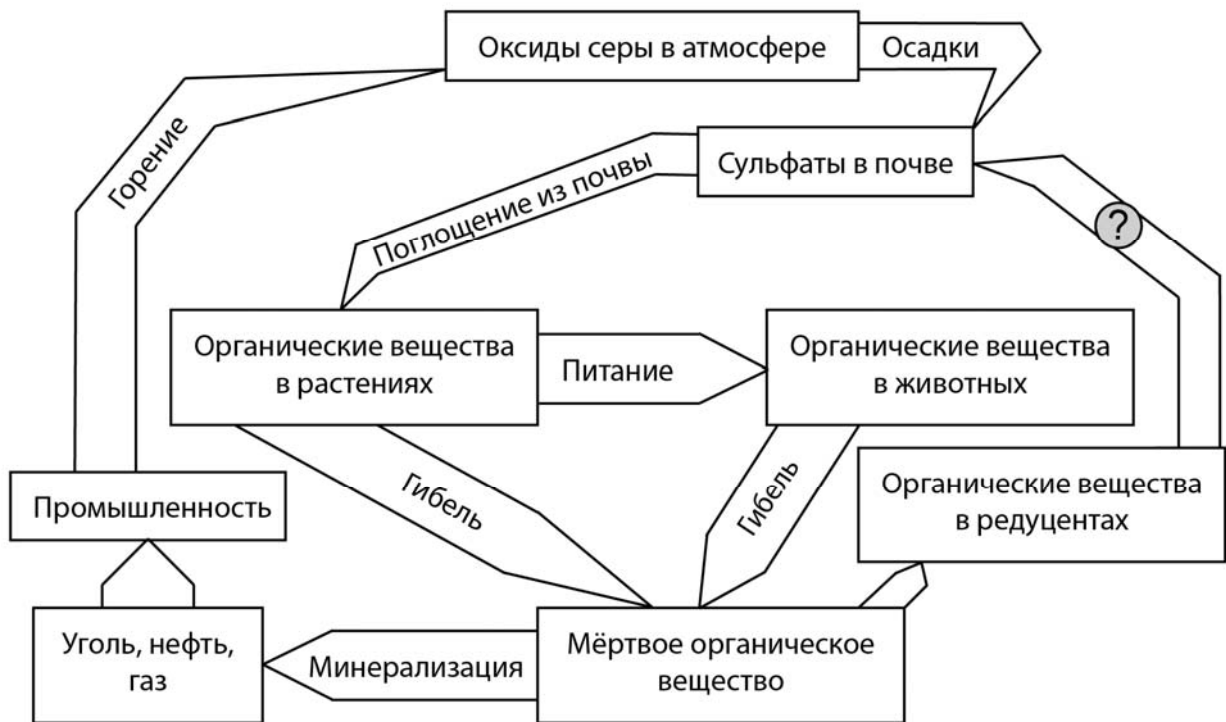 Оксиды серы в атмосфере
Осадки
Горение
Сульфаты в почве
Поглощение из почвы
?
Органические вещества
в растениях
Питание
Органические вещества
в животных
Гибель
Гибель
Органические вещества
в редуцентах
Промышленность
Уголь, нефть,
газ
Минерализация
Мёртвое органическое
вещество